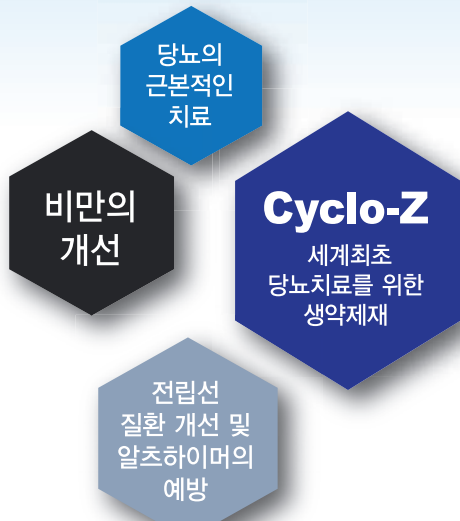 당뇨의
근본적인
치료
비만의
개선
Cyclo-Z
세계최초
당뇨치료를 위한
생약제재
전립선
질환 개선 및
알츠하이머의
예방